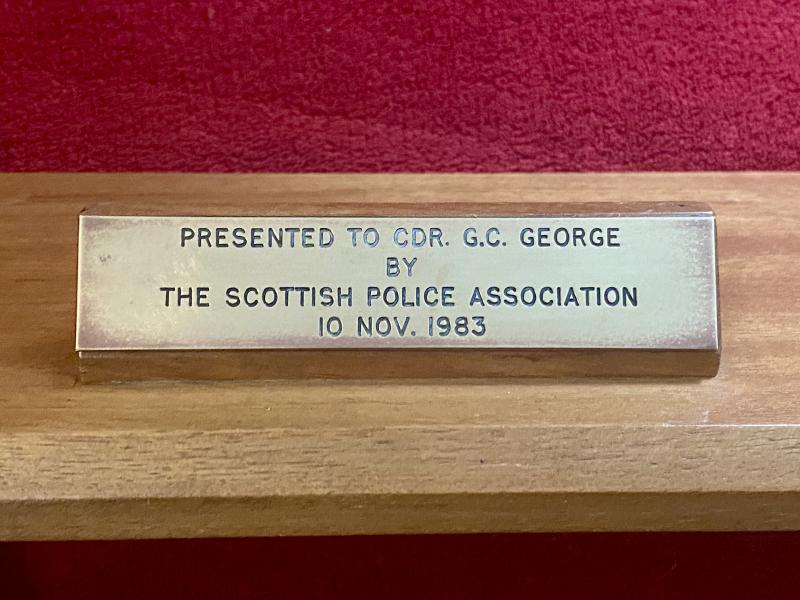 PRESENTED TO CDR. G.C. GEORGE
BY
THE SCOTTISH POLICE ASSOCIATION
10 NOV. 1983